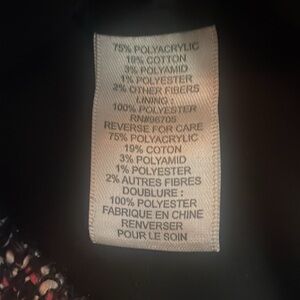 75% POLYACRYLIC
19% COTTON
3% POLYAMID
1% POLYESTER
2% OTHER FIBERS
LINING :
100% POLYESTER
RN#96705
REVERSE FOR CARE
75% POLYACRYLIC
19% COTON
3% POLYAMID
1% POLYESTER
2% AUTRES FIBRES
DOUBLURE :
100% POLYESTER
FABRIQUE EN CHINE
RENVERSER
POUR LE SOIN